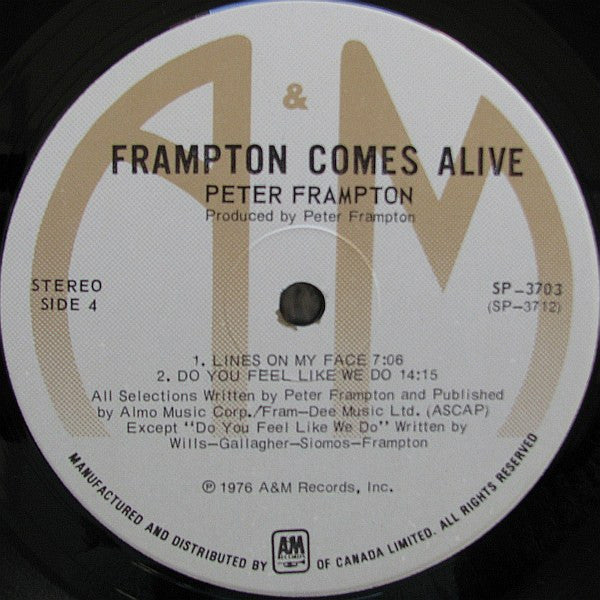 A & M
FRAMPTON COMES ALIVE
PETER FRAMPTON
Produced by Peter Frampton
STEREO
SIDE 4
SP-3703
(SP-3712)
1. LINES ON MY FACE 7:06
2. DO YOU FEEL LIKE WE DO 14:15
All Selections Written by Peter Frampton and Published
by Almo Music Corp./Fram-Dee Music Ltd. (ASCAP)
Except "Do You Feel Like We Do" Written by
Wills-Gallagher-Siomos-Frampton
℗ 1976 A&M Records, Inc.
MANUFACTURED AND DISTRIBUTED BY A&M RECORDS OF CANADA LIMITED. ALL RIGHTS RESERVED